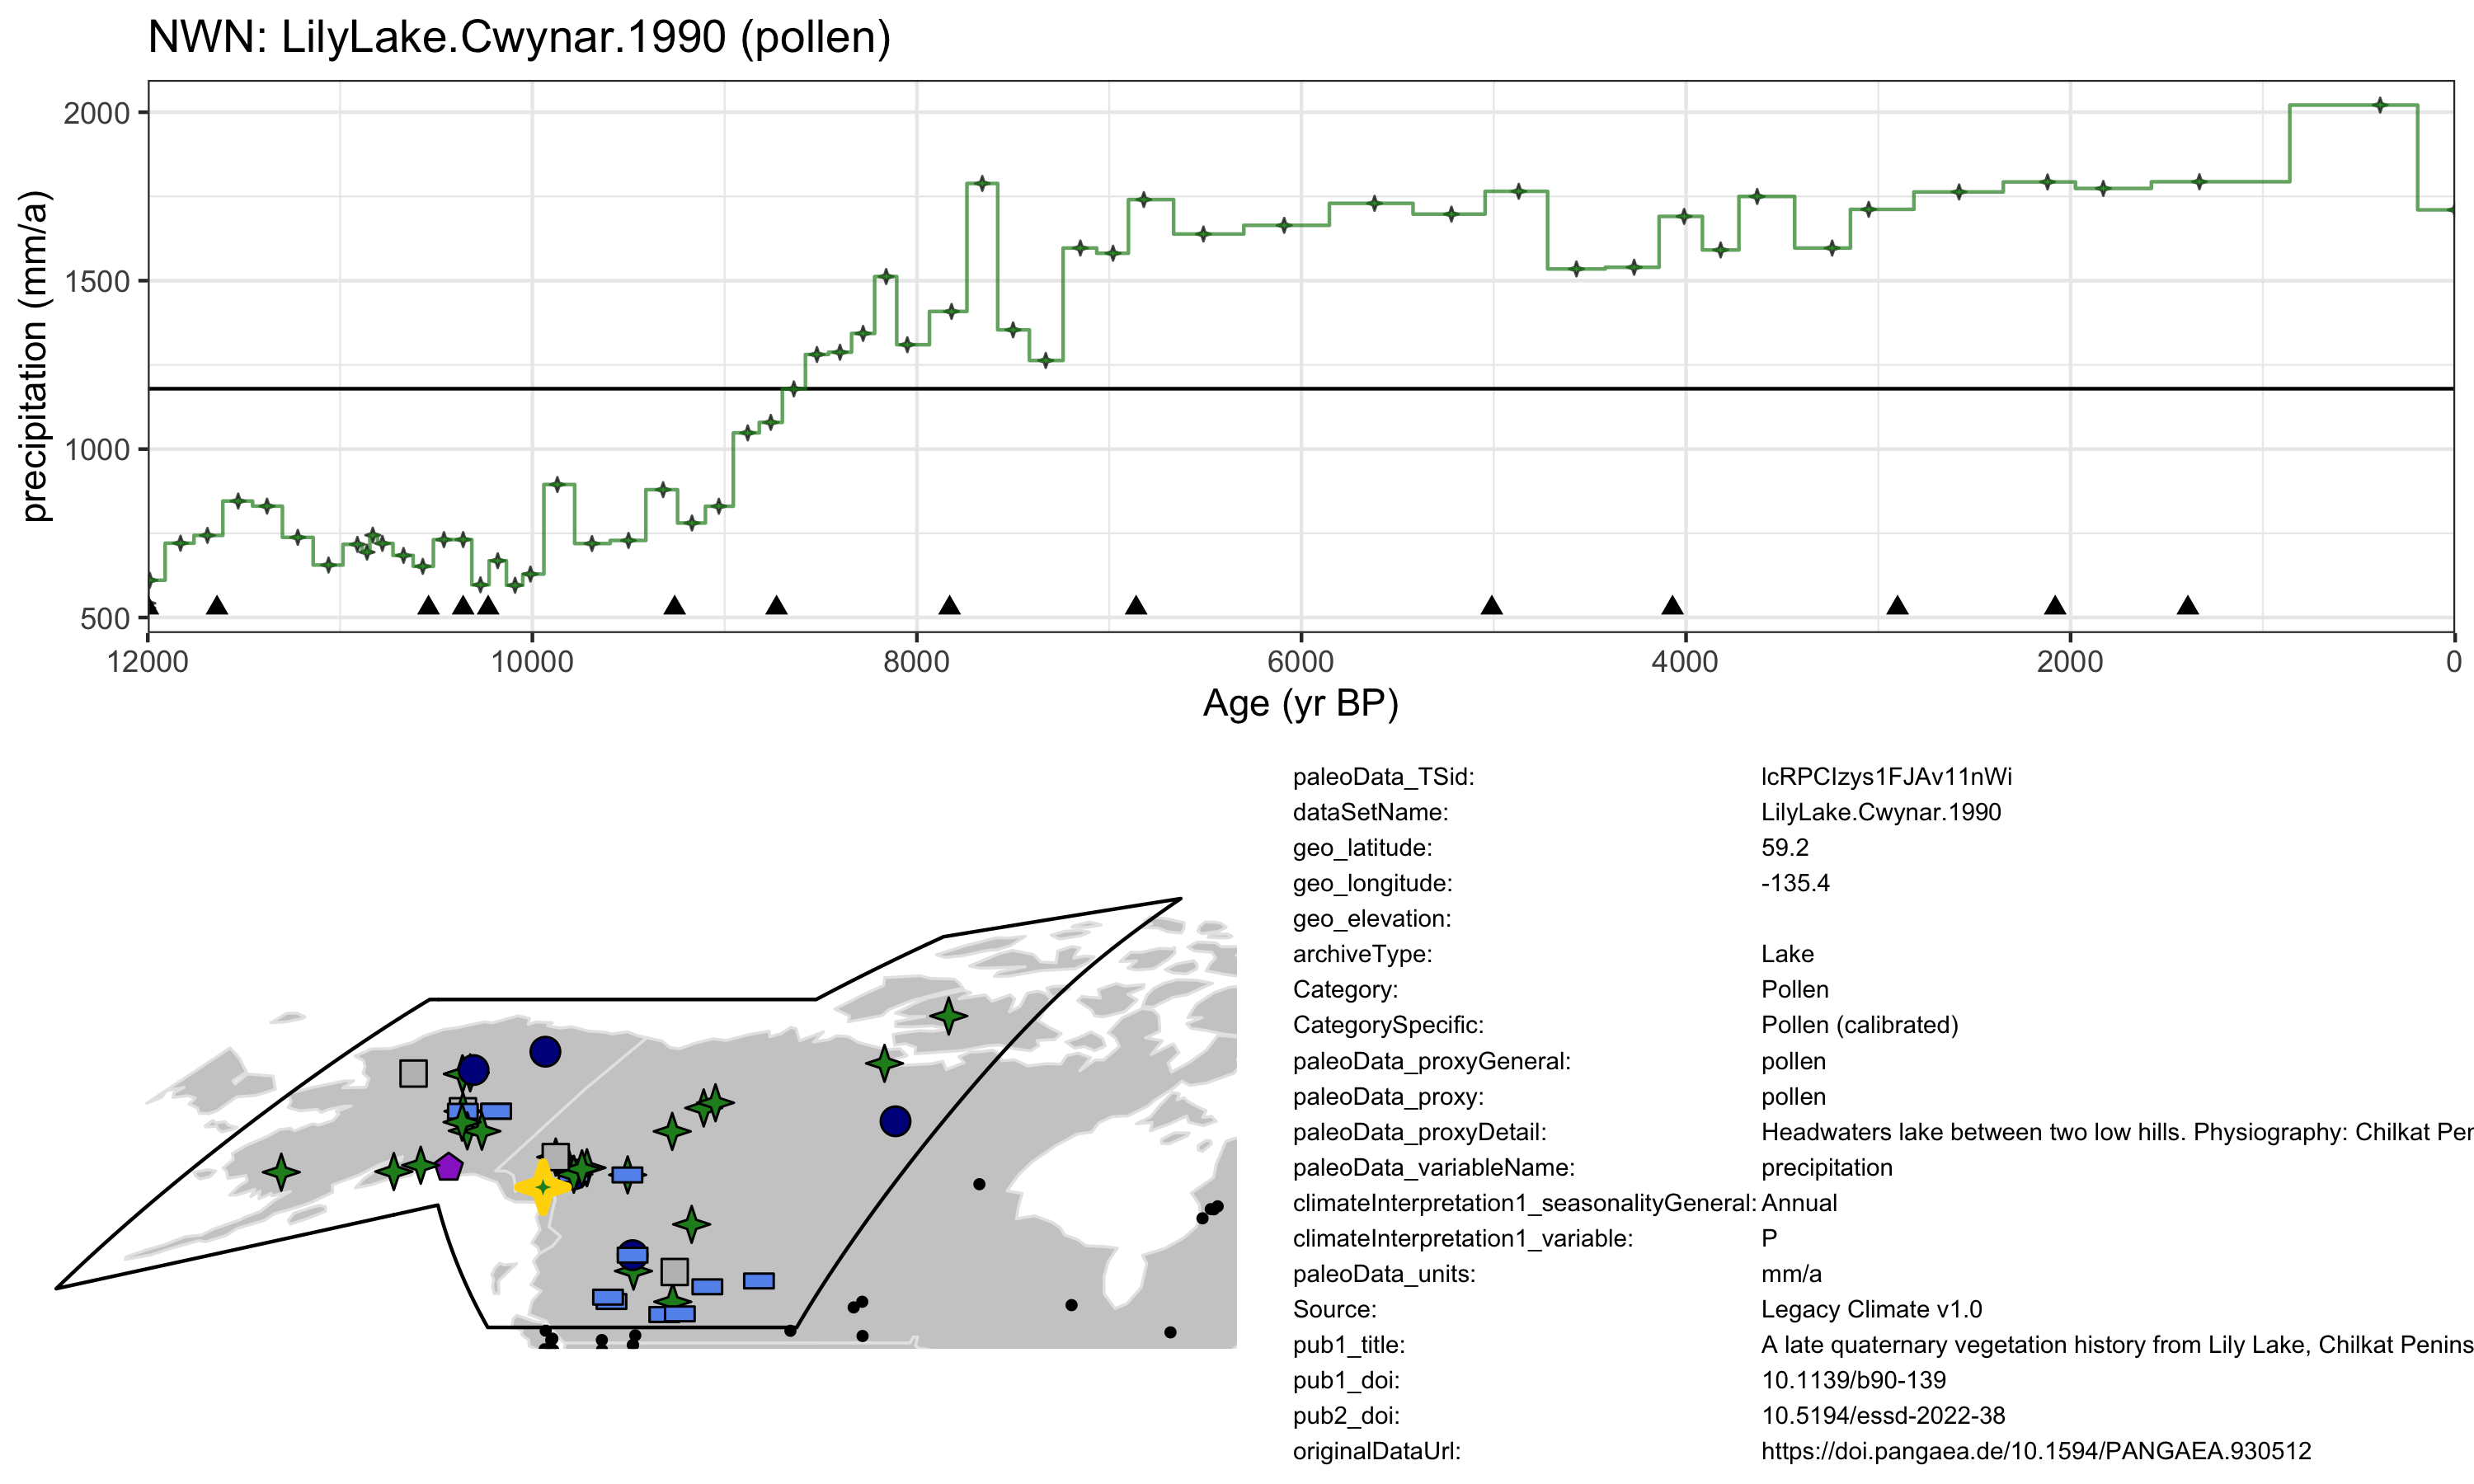 NWN: LilyLake.Cwynar.1990 (pollen)
precipitation (mm/a)
2000
1500
1000
500
12000 10000 8000 6000 4000 2000 0
Age (yr BP)
paleoData_TSid: lcRPCIzys1FJAv11nWi
dataSetName: LilyLake.Cwynar.1990
geo_latitude: 59.2
geo_longitude: -135.4
geo_elevation:
archiveType: Lake
Category: Pollen
CategorySpecific: Pollen (calibrated)
paleoData_proxyGeneral: pollen
paleoData_proxy: pollen
paleoData_proxyDetail: Headwaters lake between two low hills. Physiography: Chilkat Per
paleoData_variableName: precipitation
climateInterpretation1_seasonalityGeneral: Annual
climateInterpretation1_variable: P
paleoData_units: mm/a
Source: Legacy Climate v1.0
pub1_title: A late quaternary vegetation history from Lily Lake, Chilkat Penins
pub1_doi: 10.1139/b90-139
pub2_doi: 10.5194/essd-2022-38
originalDataUrl: https://doi.pangaea.de/10.1594/PANGAEA.930512